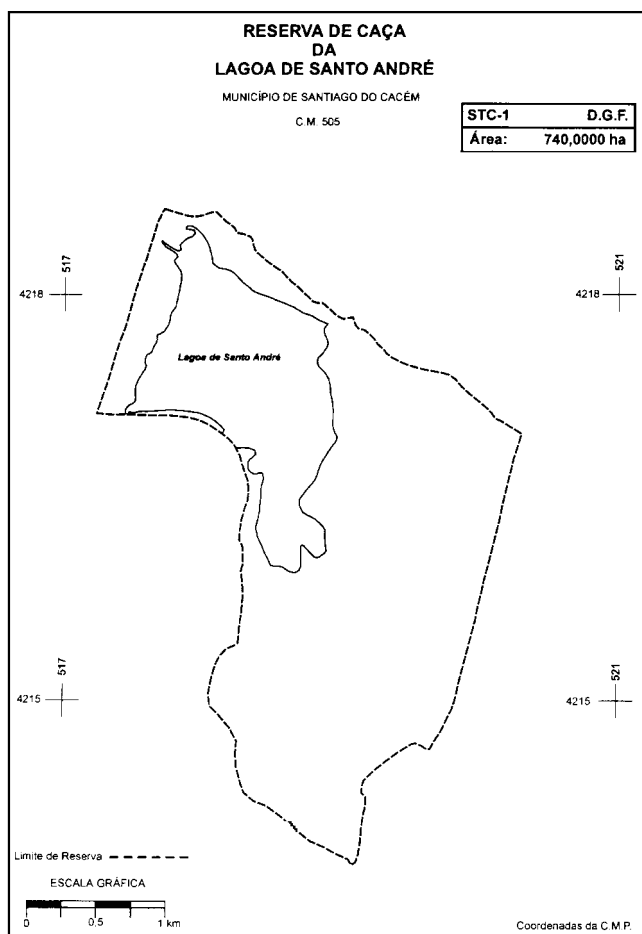 RESERVA DE CAÇA
DA
LAGOA DE SANTO ANDRÉ
MUNICÍPIO DE SANTIAGO DO CACÉM
C.M. 505
STC-1 D.G.F.
Área: 740,0000 ha
517
521
4218
4218
Lagoa de Santo André
517
521
4215
4215
Limite de Reserva
ESCALA GRÁFICA
0 0,5 1 km
Coordenadas da C.M.P.